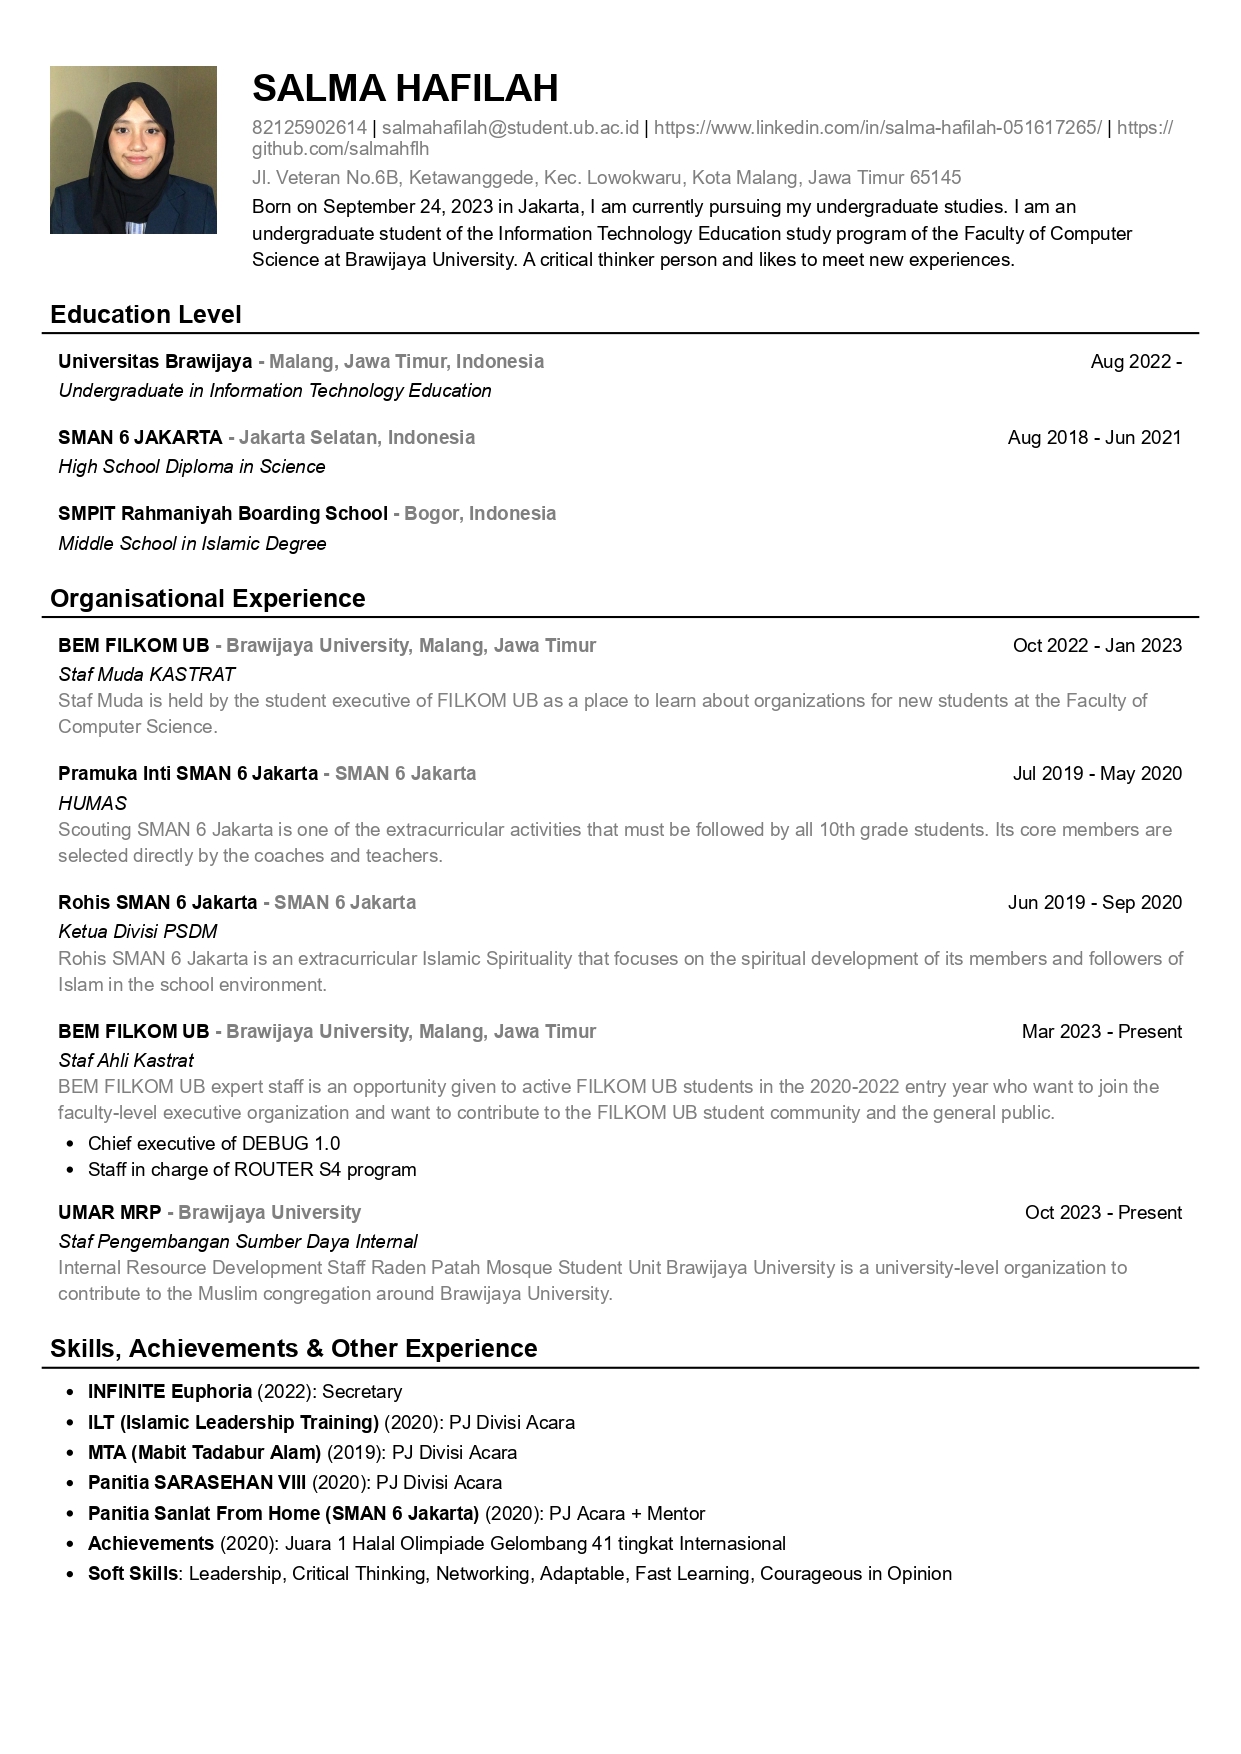 SALMA HAFILAH
82125902614 | salmahafilah@student.ub.ac.id | https://www.linkedin.com/in/salma-hafilah-051617265/ | https://
github.com/salmahflh
Jl. Veteran No.6B, Ketawanggede, Kec. Lowokwaru, Kota Malang, Jawa Timur 65145
Born on September 24, 2023 in Jakarta, I am currently pursuing my undergraduate studies. I am an
undergraduate student of the Information Technology Education study program of the Faculty of Computer
Science at Brawijaya University. A critical thinker person and likes to meet new experiences.
Education Level
Universitas Brawijaya - Malang, Jawa Timur, Indonesia Aug 2022 -
Undergraduate in Information Technology Education
SMAN 6 JAKARTA - Jakarta Selatan, Indonesia Aug 2018 - Jun 2021
High School Diploma in Science
SMPIT Rahmaniyah Boarding School - Bogor, Indonesia
Middle School in Islamic Degree
Organisational Experience
BEM FILKOM UB - Brawijaya University, Malang, Jawa Timur Oct 2022 - Jan 2023
Staf Muda KASTRAT
Staf Muda is held by the student executive of FILKOM UB as a place to learn about organizations for new students at the Faculty of
Computer Science.
Pramuka Inti SMAN 6 Jakarta - SMAN 6 Jakarta Jul 2019 - May 2020
HUMAS
Scouting SMAN 6 Jakarta is one of the extracurricular activities that must be followed by all 10th grade students. Its core members are
selected directly by the coaches and teachers.
Rohis SMAN 6 Jakarta - SMAN 6 Jakarta Jun 2019 - Sep 2020
Ketua Divisi PSDM
Rohis SMAN 6 Jakarta is an extracurricular Islamic Spirituality that focuses on the spiritual development of its members and followers of
Islam in the school environment.
BEM FILKOM UB - Brawijaya University, Malang, Jawa Timur Mar 2023 - Present
Staf Ahli Kastrat
BEM FILKOM UB expert staff is an opportunity given to active FILKOM UB students in the 2020-2022 entry year who want to join the
faculty-level executive organization and want to contribute to the FILKOM UB student community and the general public.
• Chief executive of DEBUG 1.0
• Staff in charge of ROUTER S4 program
UMAR MRP - Brawijaya University Oct 2023 - Present
Staf Pengembangan Sumber Daya Internal
Internal Resource Development Staff Raden Patah Mosque Student Unit Brawijaya University is a university-level organization to
contribute to the Muslim congregation around Brawijaya University.
Skills, Achievements & Other Experience
• INFINITE Euphoria (2022): Secretary
• ILT (Islamic Leadership Training) (2020): PJ Divisi Acara
• MTA (Mabit Tadabur Alam) (2019): PJ Divisi Acara
• Panitia SARASEHAN VIII (2020): PJ Divisi Acara
• Panitia Sanlat From Home (SMAN 6 Jakarta) (2020): PJ Acara + Mentor
• Achievements (2020): Juara 1 Halal Olimpiade Gelombang 41 tingkat Internasional
• Soft Skills: Leadership, Critical Thinking, Networking, Adaptable, Fast Learning, Courageous in Opinion